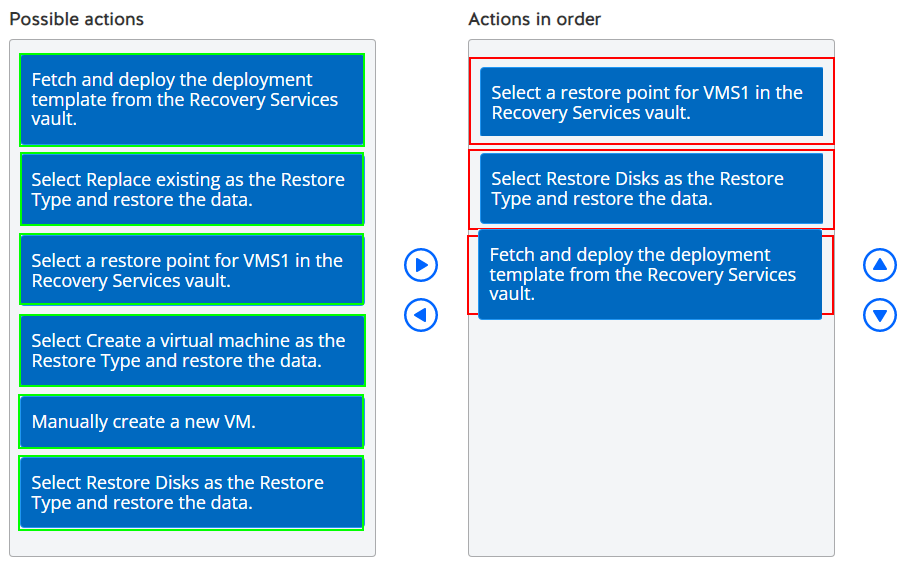 Possible actions
Fetch and deploy the deployment
template from the Recovery Services
vault.
Select Replace existing as the Restore
Type and restore the data.
Select a restore point for VMS1 in the
Recovery Services vault.
Select Create a virtual machine as the
Restore Type and restore the data.
Manually create a new VM.
Select Restore Disks as the Restore
Type and restore the data.
Actions in order
Select a restore point for VMS1 in the
Recovery Services vault.
Select Restore Disks as the Restore
Type and restore the data.
Fetch and deploy the deployment
template from the Recovery Services
vault.